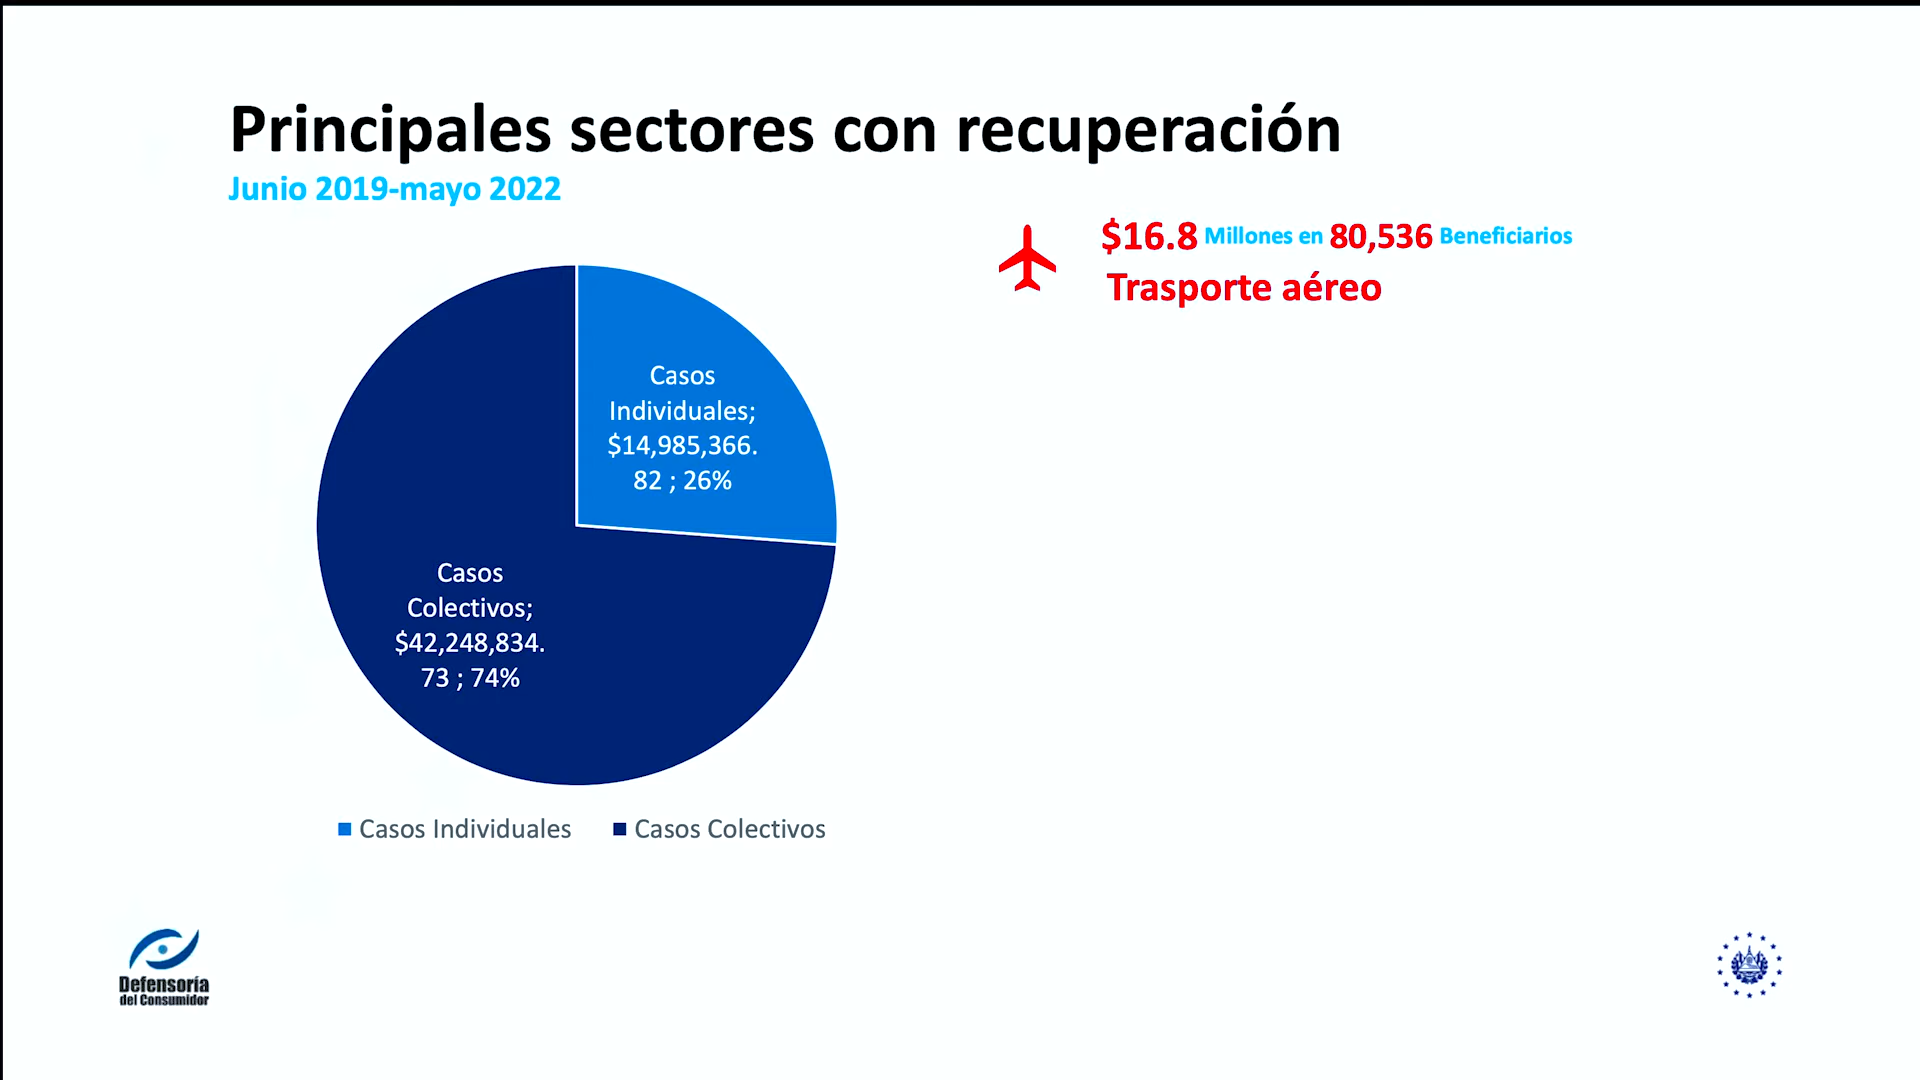 Principales sectores con recuperación
Junio 2019-mayo 2022
$16.8 Millones en 80,536 Beneficiarios
Trasporte aéreo
Casos
Individuales;
$14,985,366.
82 ; 26%
Casos
Colectivos;
$42,248,834.
73 ; 74%
Casos Individuales
Casos Colectivos
Defensoría
del Consumidor